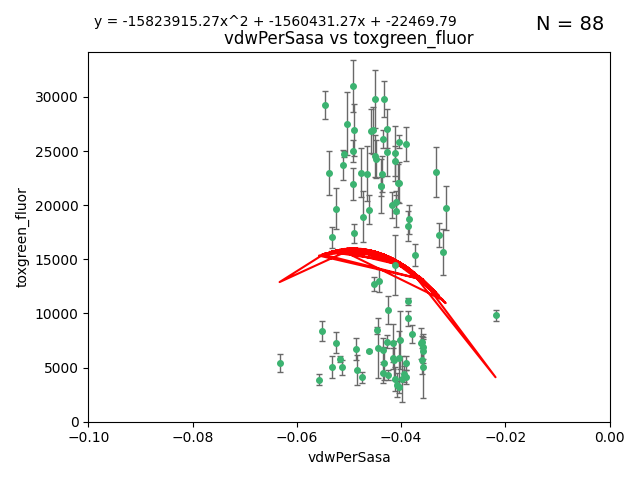 y = -15823915.27x^2 + -1560431.27x + -22469.79
N = 88
vdwPerSasa vs toxgreen_fluor
toxgreen_fluor
30000
25000
20000
15000
10000
5000
0
−0.10
−0.08
−0.06
−0.04
−0.02
0.00
vdwPerSasa